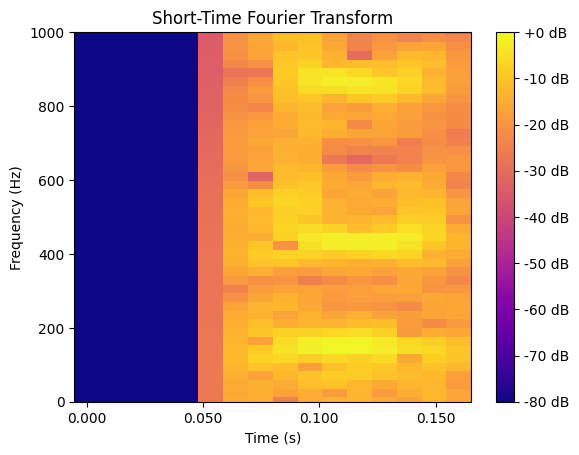 Short-Time Fourier Transform
Frequency (Hz)
1000
800
600
400
200
0
0.000
0.050
0.100
0.150
Time (s)
+0 dB
-10 dB
-20 dB
-30 dB
-40 dB
-50 dB
-60 dB
-70 dB
-80 dB